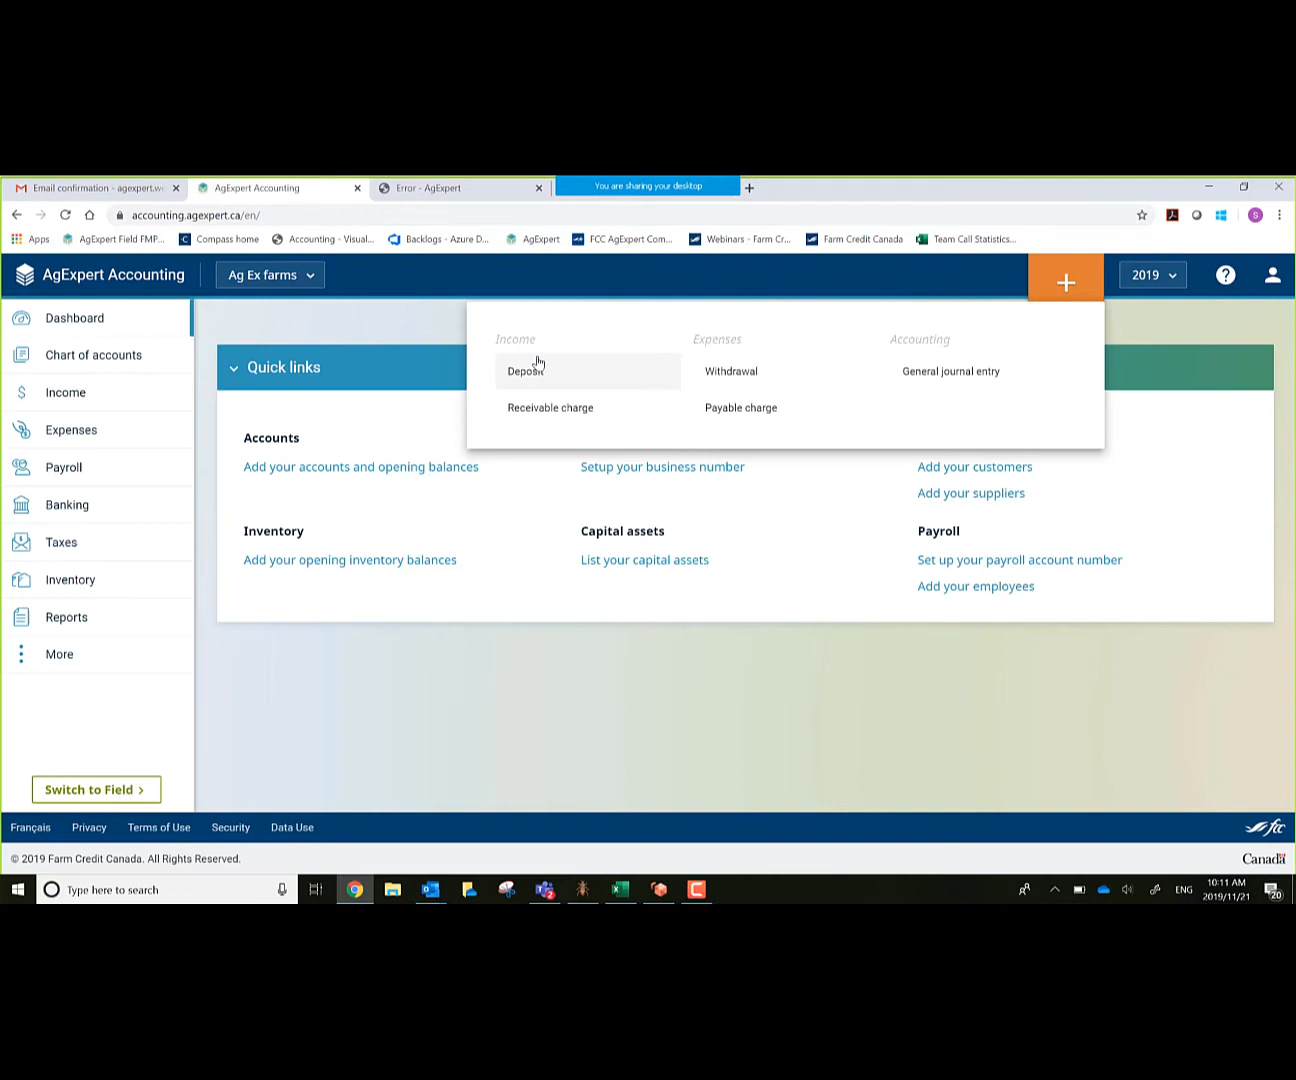 Email confirmation - agexpert.w
AgExpert Accounting
Error - AgExpert
You are sharing your desktop
accounting.agexpert.ca/en/
Apps
AgExpert Field FMP...
Compass home
Accounting - Visual...
Backlogs - Azure D...
AgExpert
FCC AgExpert Com...
Webinars - Farm Cr...
Farm Credit Canada
Team Call Statistics...
AgExpert Accounting
Ag Ex farms
+
2019
?
Dashboard
Chart of accounts
Income
Expenses
Payroll
Banking
Taxes
Inventory
Reports
More
Switch to Field >
Income
Expenses
Accounting
Deposit
Withdrawal
General journal entry
Receivable charge
Payable charge
Quick links
Accounts
Add your accounts and opening balances
Setup your business number
Add your customers
Add your suppliers
Inventory
Capital assets
Payroll
Add your opening inventory balances
List your capital assets
Set up your payroll account number
Add your employees
Français
Privacy
Terms of Use
Security
Data Use
fcc
© 2019 Farm Credit Canada. All Rights Reserved.
Canada
Type here to search
2
ENG
10:11 AM
2019/11/21
20